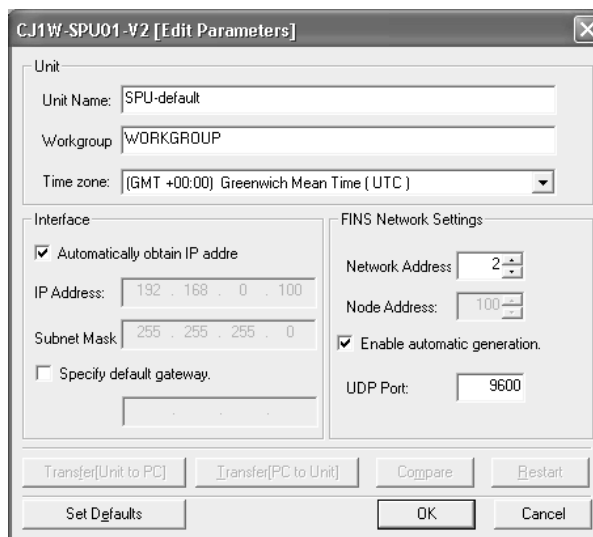 CJ1W-SPU01-V2 [Edit Parameters]
Unit
Unit Name: SPU-default
Workgroup WORKGROUP
Time zone: (GMT +00:00) Greenwich Mean Time ( UTC )
Interface
Automatically obtain IP addre
IP Address: 192 . 168 . 0 . 100
Subnet Mask 255 . 255 . 255 . 0
Specify default gateway.
. . .
FINS Network Settings
Network Address 2
Node Address: 100
Enable automatic generation.
UDP Port: 9600
Transfer[Unit to PC] Transfer[PC to Unit] Compare Restart
Set Defaults OK Cancel